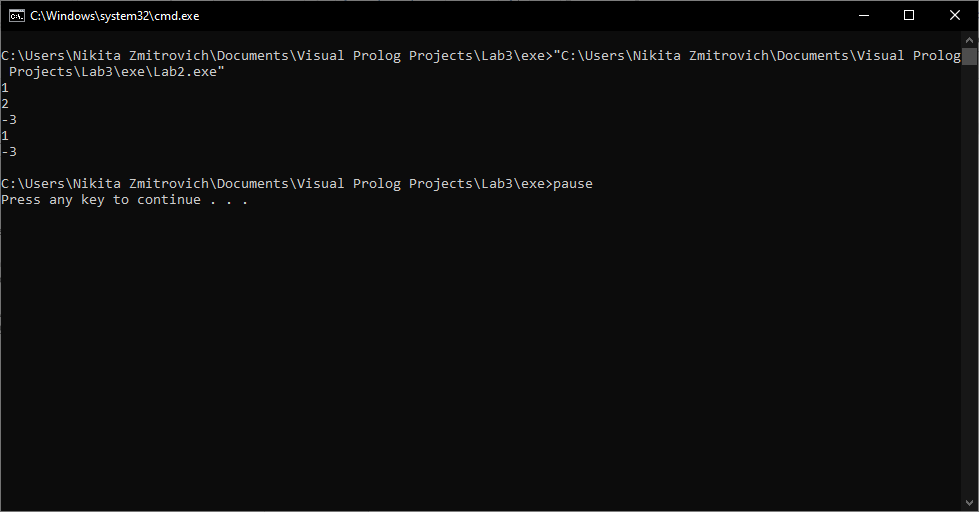 C:\Windows\system32\cmd.exe
C:\Users\Nikita Zmitrovich\Documents\Visual Prolog Projects\Lab3\exe>"C:\Users\Nikita Zmitrovich\Documents\Visual Prolog
Projects\Lab3\exe\Lab2.exe"
1
2
-3
1
-3
C:\Users\Nikita Zmitrovich\Documents\Visual Prolog Projects\Lab3\exe>pause
Press any key to continue . . .